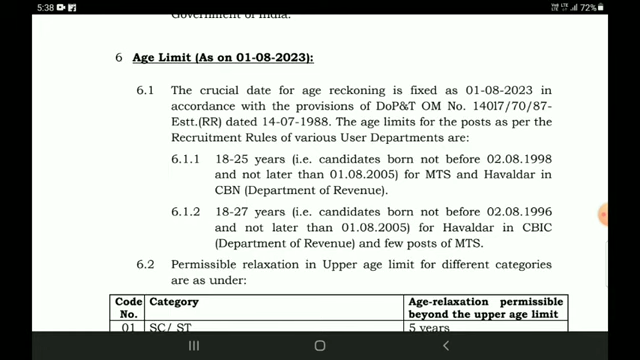 5:38
72%
Government of India.
6 Age Limit (As on 01-08-2023):
6.1 The crucial date for age reckoning is fixed as 01-08-2023 in
accordance with the provisions of DoP&T OM No. 14017/70/87-
Estt.(RR) dated 14-07-1988. The age limits for the posts as per the
Recruitment Rules of various User Departments are:
6.1.1 18-25 years (i.e. candidates born not before 02.08.1998
and not later than 01.08.2005) for MTS and Havaldar in
CBN (Department of Revenue).
6.1.2 18-27 years (i.e. candidates born not before 02.08.1996
and not later than 01.08.2005) for Havaldar in CBIC
(Department of Revenue) and few posts of MTS.
6.2 Permissible relaxation in Upper age limit for different categories
are as under:
Code Category Age-relaxation permissible
No. beyond the upper age limit
01 SC/ ST 5 years